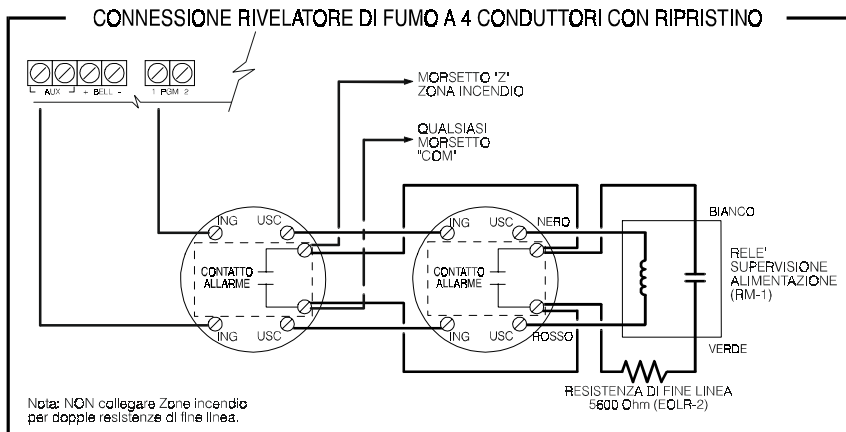 CONNESSIONE RIVELATORE DI FUMO A 4 CONDUTTORI CON RIPRISTINO
AUX + BELL - 1 PGM 2
MORSETTO "Z"
ZONA INCENDIO
QUALSIASI
MORSETTO
"COM"
ING USC ING USC NERO
BIANCO
CONTATTO
ALLARME
CONTATTO
ALLARME
RELE'
SUPERVISIONE
ALIMENTAZIONE
(RM-1)
ING USC ING USC ROSSO
VERDE
RESISTENZA DI FINE LINEA
5600 Ohm (EOLR-2)
Nota: NON collegare Zone incendio
per doppie resistenze di fine linea.